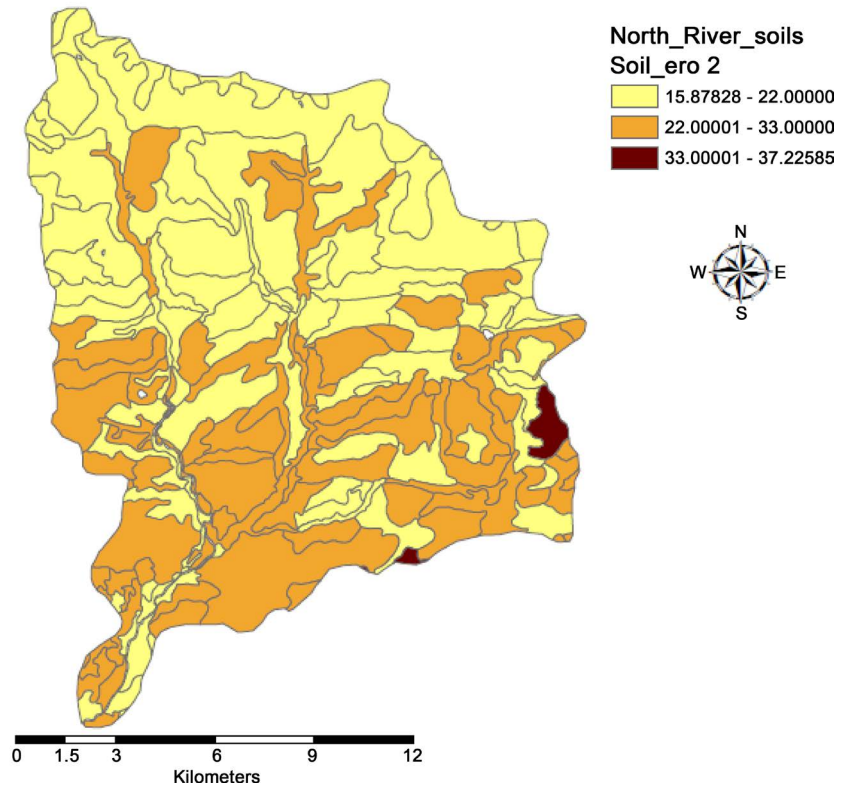 North_River_soils
Soil_ero 2
15.87828 - 22.00000
22.00001 - 33.00000
33.00001 - 37.22585
N
W E
S
0 1.5 3 6 9 12
Kilometers